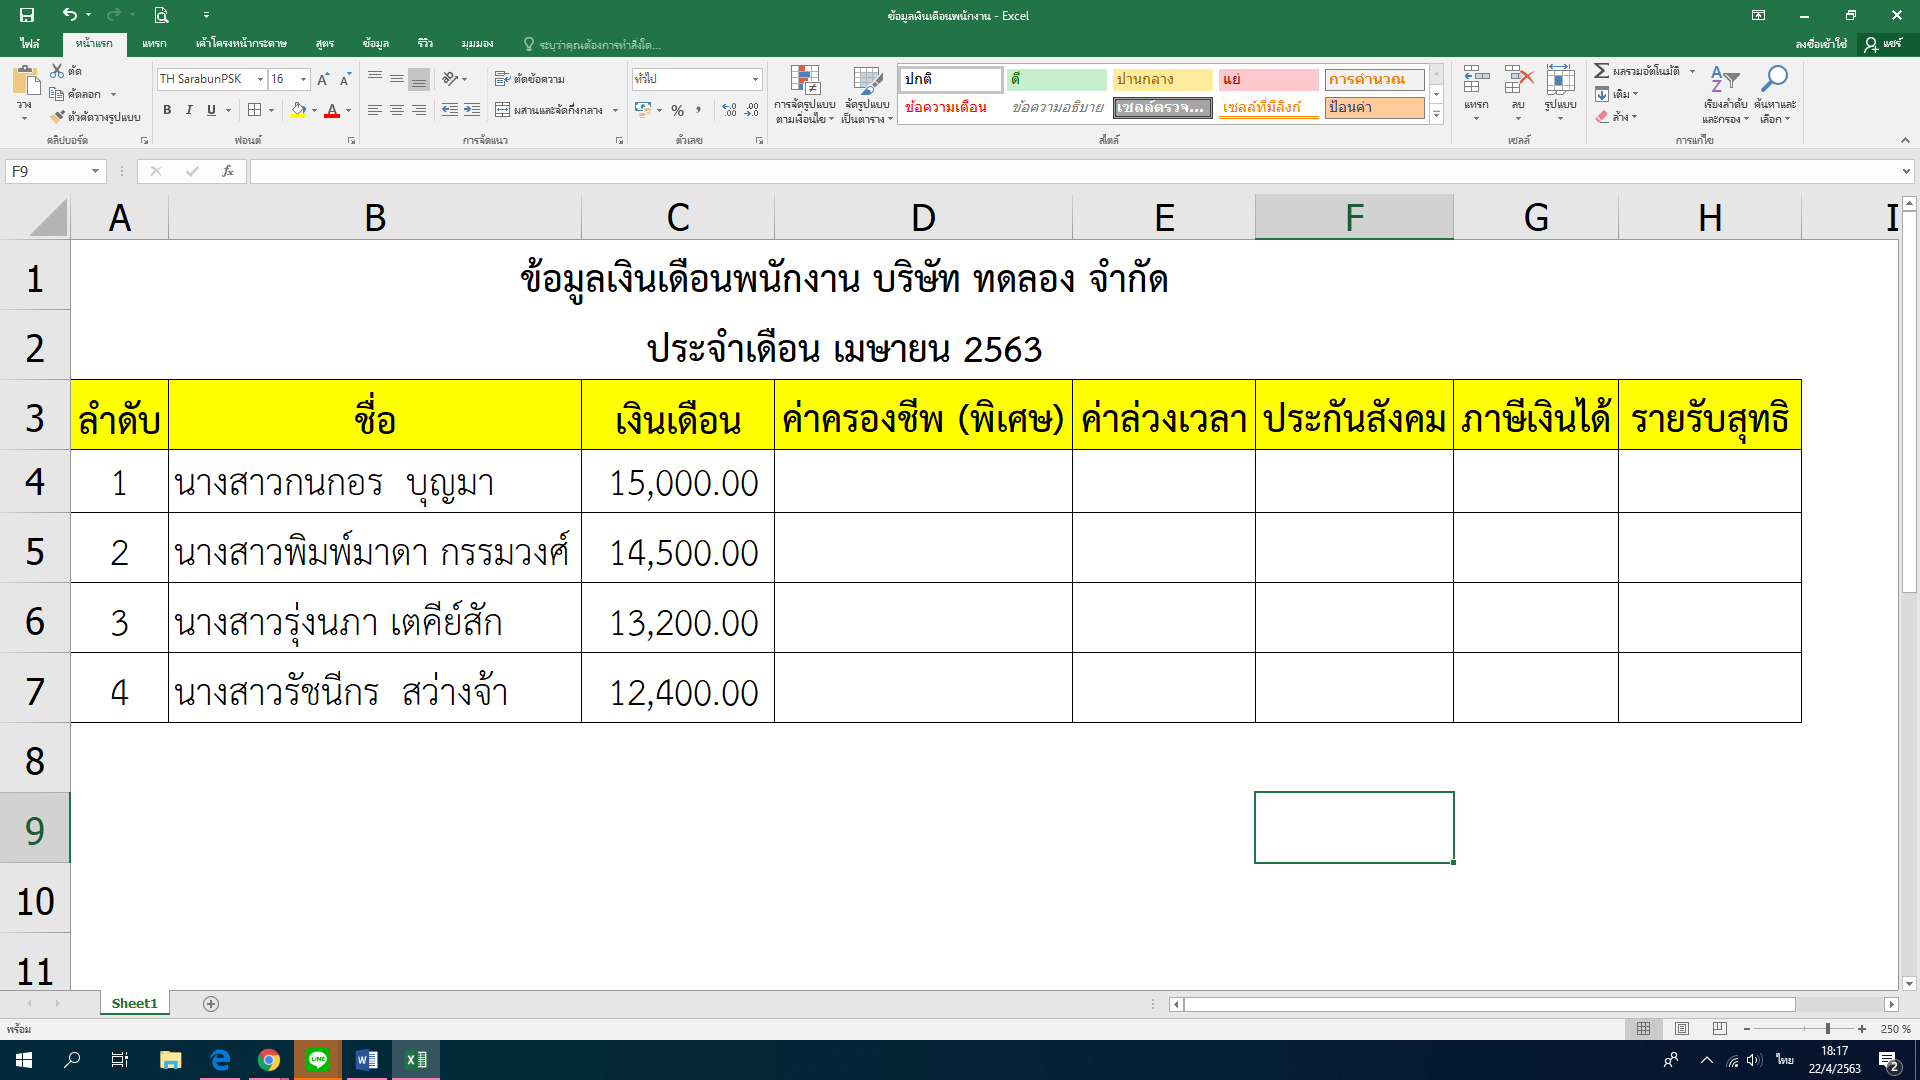 ข้อมูลเงินเดือนพนักงาน - Excel
ไฟล์ หน้าแรก แทรก เค้าโครงหน้ากระดาษ สูตร ข้อมูล รีวิว มุมมอง ระบุว่าคุณต้องการทำสิ่งใด... ลงชื่อเข้าใช้ แชร์
วาง ตัด คัดลอก ตัวคัดวางรูปแบบ คลิปบอร์ด
TH SarabunPSK 16 B I U ฟอนต์
ตัดข้อความ ผสานและจัดกึ่งกลาง การจัดแนว
ทั่วไป % ตัวเลข
การจัดรูปแบบตามเงื่อนไข จัดรูปแบบเป็นตาราง
ปกติ ดี ปานกลาง แย่ การคำนวณ
ข้อความเตือน ข้อความอธิบาย เซลล์ตรวจ... เซลล์ที่มีลิงก์ ป้อนค่า
สไตล์
แทรก ลบ รูปแบบ เซลล์
ผลรวมอัตโนมัติ เติม ล้าง เรียงลำดับและกรอง ค้นหาและเลือก การแก้ไข
F9 fx
A B C D E F G H I
1 ข้อมูลเงินเดือนพนักงาน บริษัท ทดลอง จำกัด
2 ประจำเดือน เมษายน 2563
3 ลำดับ ชื่อ เงินเดือน ค่าครองชีพ (พิเศษ) ค่าล่วงเวลา ประกันสังคม ภาษีเงินได้ รายรับสุทธิ
4 1 นางสาวกนกอร บุญมา 15,000.00
5 2 นางสาวพิมพ์มาดา กรรมวงศ์ 14,500.00
6 3 นางสาวรุ่งนภา เตคีย์สัก 13,200.00
7 4 นางสาวรัชนีกร สว่างจ้า 12,400.00
8
9
10
11
Sheet1
พร้อม 250 %
ไทย 18:17
22/4/2563 2